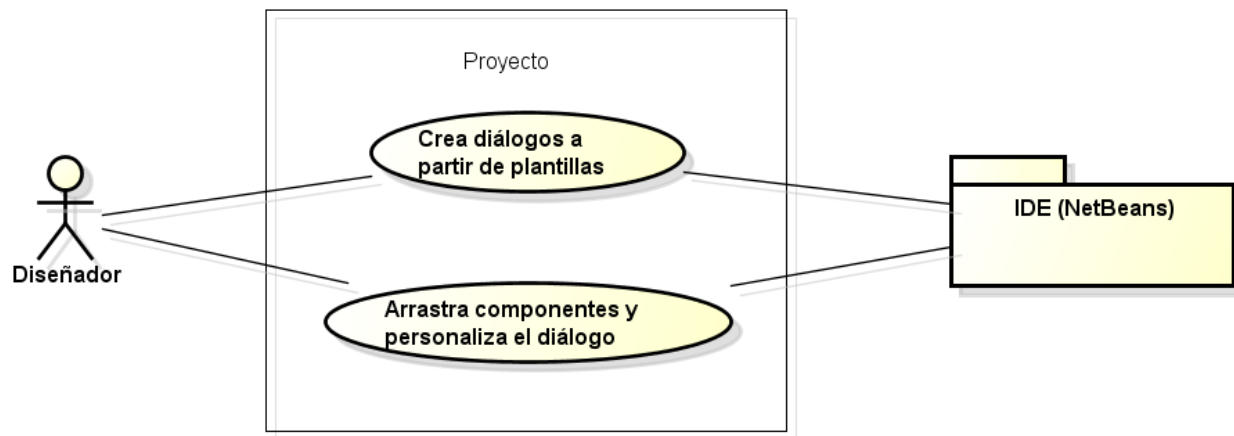 Proyecto
Crea diálogos a
partir de plantillas
IDE (NetBeans)
Diseñador
Arrastra componentes y
personaliza el diálogo